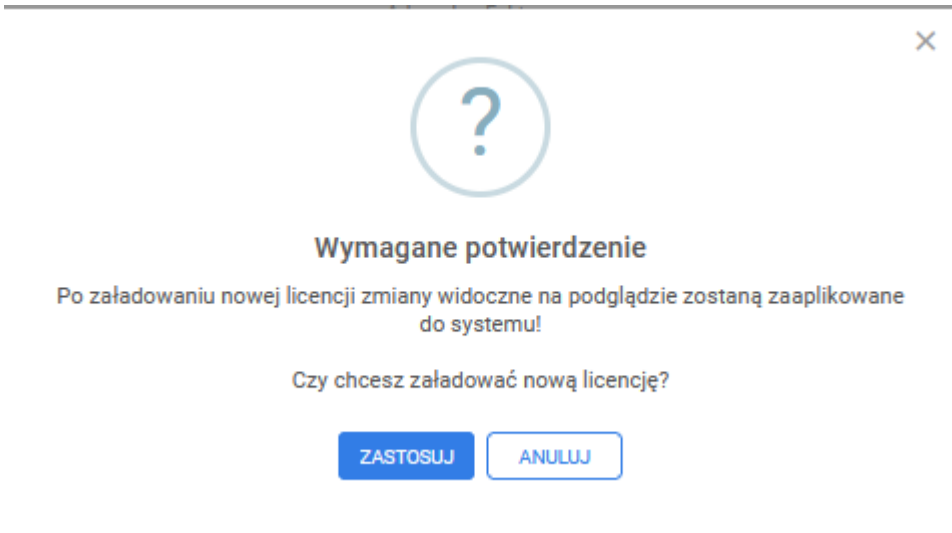 ?
Wymagane potwierdzenie
Po załadowaniu nowej licencji zmiany widoczne na podglądzie zostaną zaaplikowane
do systemu!
Czy chcesz załadować nową licencję?
ZASTOSUJ ANULUJ